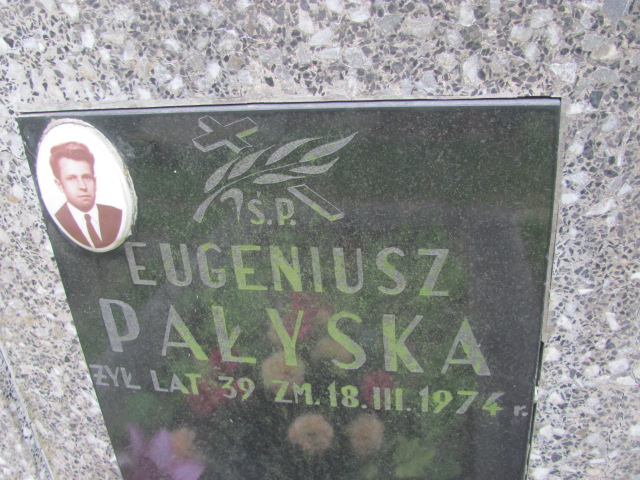 Ś.P.
EUGENIUSZ
PAŁYSKA
ŻYŁ LAT 39 ZM. 18.III.1974 r.